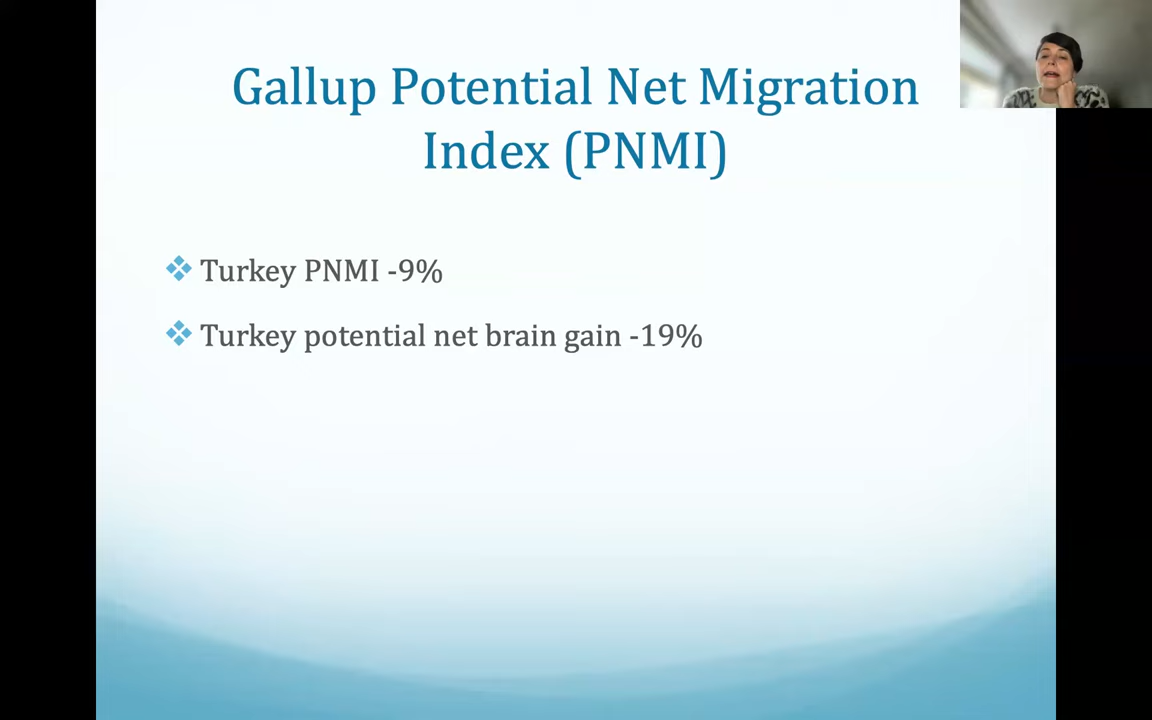 Gallup Potential Net Migration
Index (PNMI)
Turkey PNMI -9%
Turkey potential net brain gain -19%